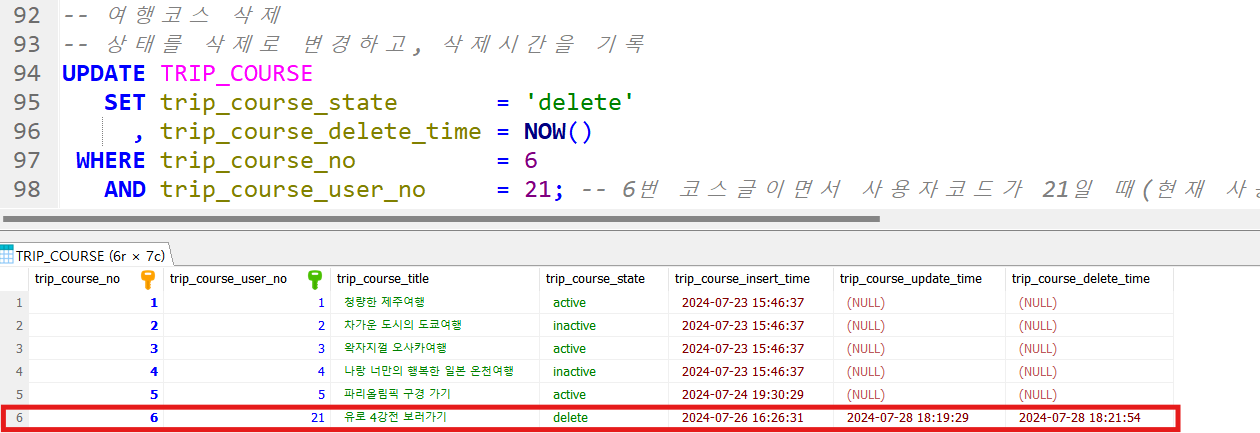 92 -- 여행코스 삭제
93 -- 상태를 삭제로 변경하고, 삭제시간을 기록
94 UPDATE TRIP_COURSE
95 SET trip_course_state = 'delete'
96 , trip_course_delete_time = NOW()
97 WHERE trip_course_no = 6
98 AND trip_course_user_no = 21; -- 6번 코스글이면서 사용자코드가 21일 때(현재
TRIP_COURSE (6r × 7c)
trip_course_no trip_course_user_no trip_course_title trip_course_state trip_course_insert_time trip_course_update_time trip_course_delete_time
1 1 1 청량한 제주여행 active 2024-07-23 15:46:37 (NULL) (NULL)
2 2 2 차가운 도시의 도쿄여행 inactive 2024-07-23 15:46:37 (NULL) (NULL)
3 3 3 왁자지껄 오사카여행 active 2024-07-23 15:46:37 (NULL) (NULL)
4 4 4 나랑 너만의 행복한 일본 온천여행 inactive 2024-07-23 15:46:37 (NULL) (NULL)
5 5 5 파리올림픽 구경 가기 active 2024-07-24 19:30:29 (NULL) (NULL)
6 6 21 유로 4강전 보러가기 delete 2024-07-26 16:26:31 2024-07-28 18:19:29 2024-07-28 18:21:54